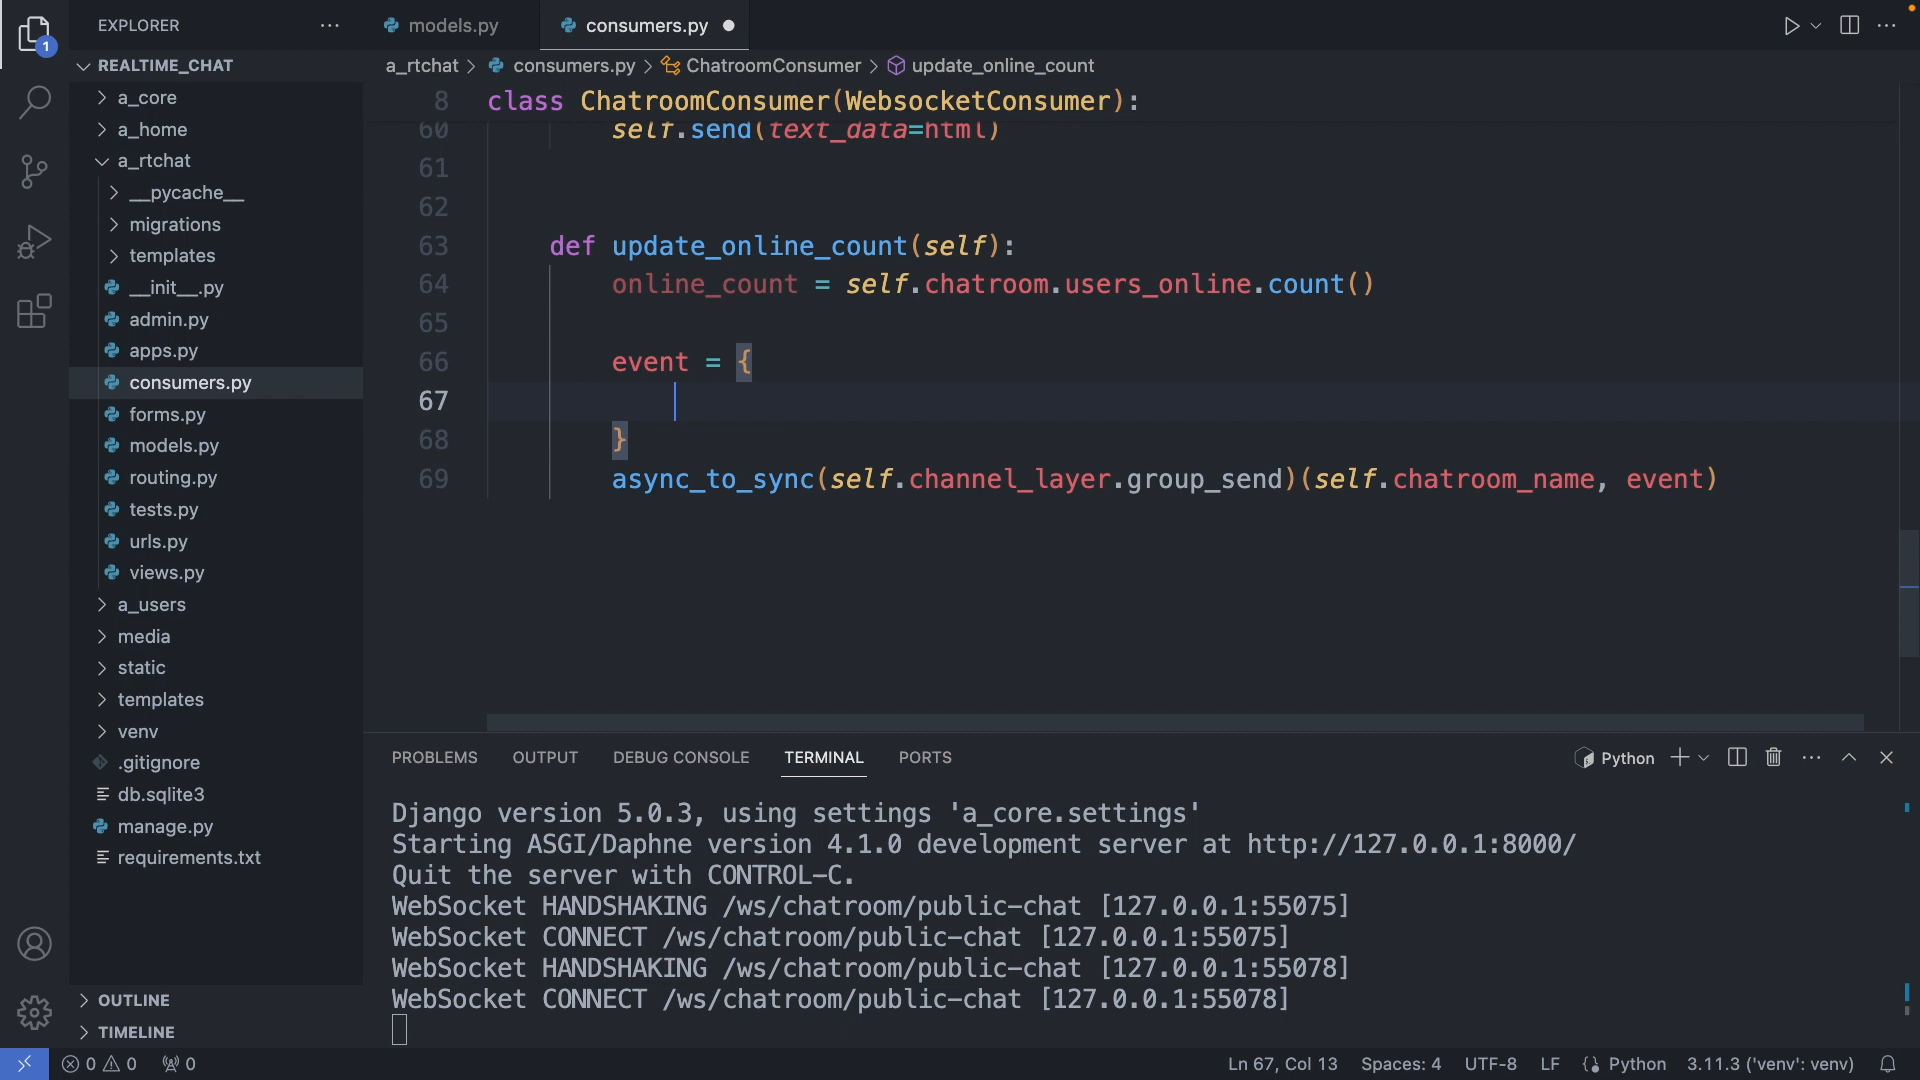 EXPLORER
models.py
consumers.py
1
REALTIME_CHAT
a_rtchat
consumers.py
ChatroomConsumer
update_online_count
a_core
a_home
a_rtchat
__pycache__
migrations
templates
__init__.py
admin.py
apps.py
consumers.py
forms.py
models.py
routing.py
tests.py
urls.py
views.py
a_users
media
static
templates
venv
.gitignore
db.sqlite3
manage.py
requirements.txt
OUTLINE
TIMELINE
8 class ChatroomConsumer(WebsocketConsumer):
60 self.send(text_data=html)
61
62
63 def update_online_count(self):
64 online_count = self.chatroom.users_online.count()
65
66 event = {
67
68 }
69 async_to_sync(self.channel_layer.group_send)(self.chatroom_name, event)
PROBLEMS OUTPUT DEBUG CONSOLE TERMINAL PORTS
Python
Django version 5.0.3, using settings 'a_core.settings'
Starting ASGI/Daphne version 4.1.0 development server at http://127.0.0.1:8000/
Quit the server with CONTROL-C.
WebSocket HANDSHAKING /ws/chatroom/public-chat [127.0.0.1:55075]
WebSocket CONNECT /ws/chatroom/public-chat [127.0.0.1:55075]
WebSocket HANDSHAKING /ws/chatroom/public-chat [127.0.0.1:55078]
WebSocket CONNECT /ws/chatroom/public-chat [127.0.0.1:55078]
0 0 0
Ln 67, Col 13 Spaces: 4 UTF-8 LF Python 3.11.3 ('venv': venv)